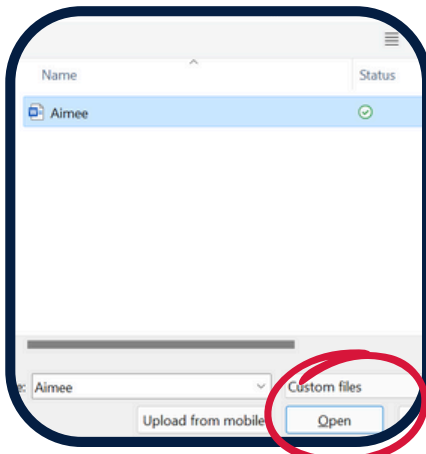 Name Status
Aimee
e: Aimee Custom files
Upload from mobile Open